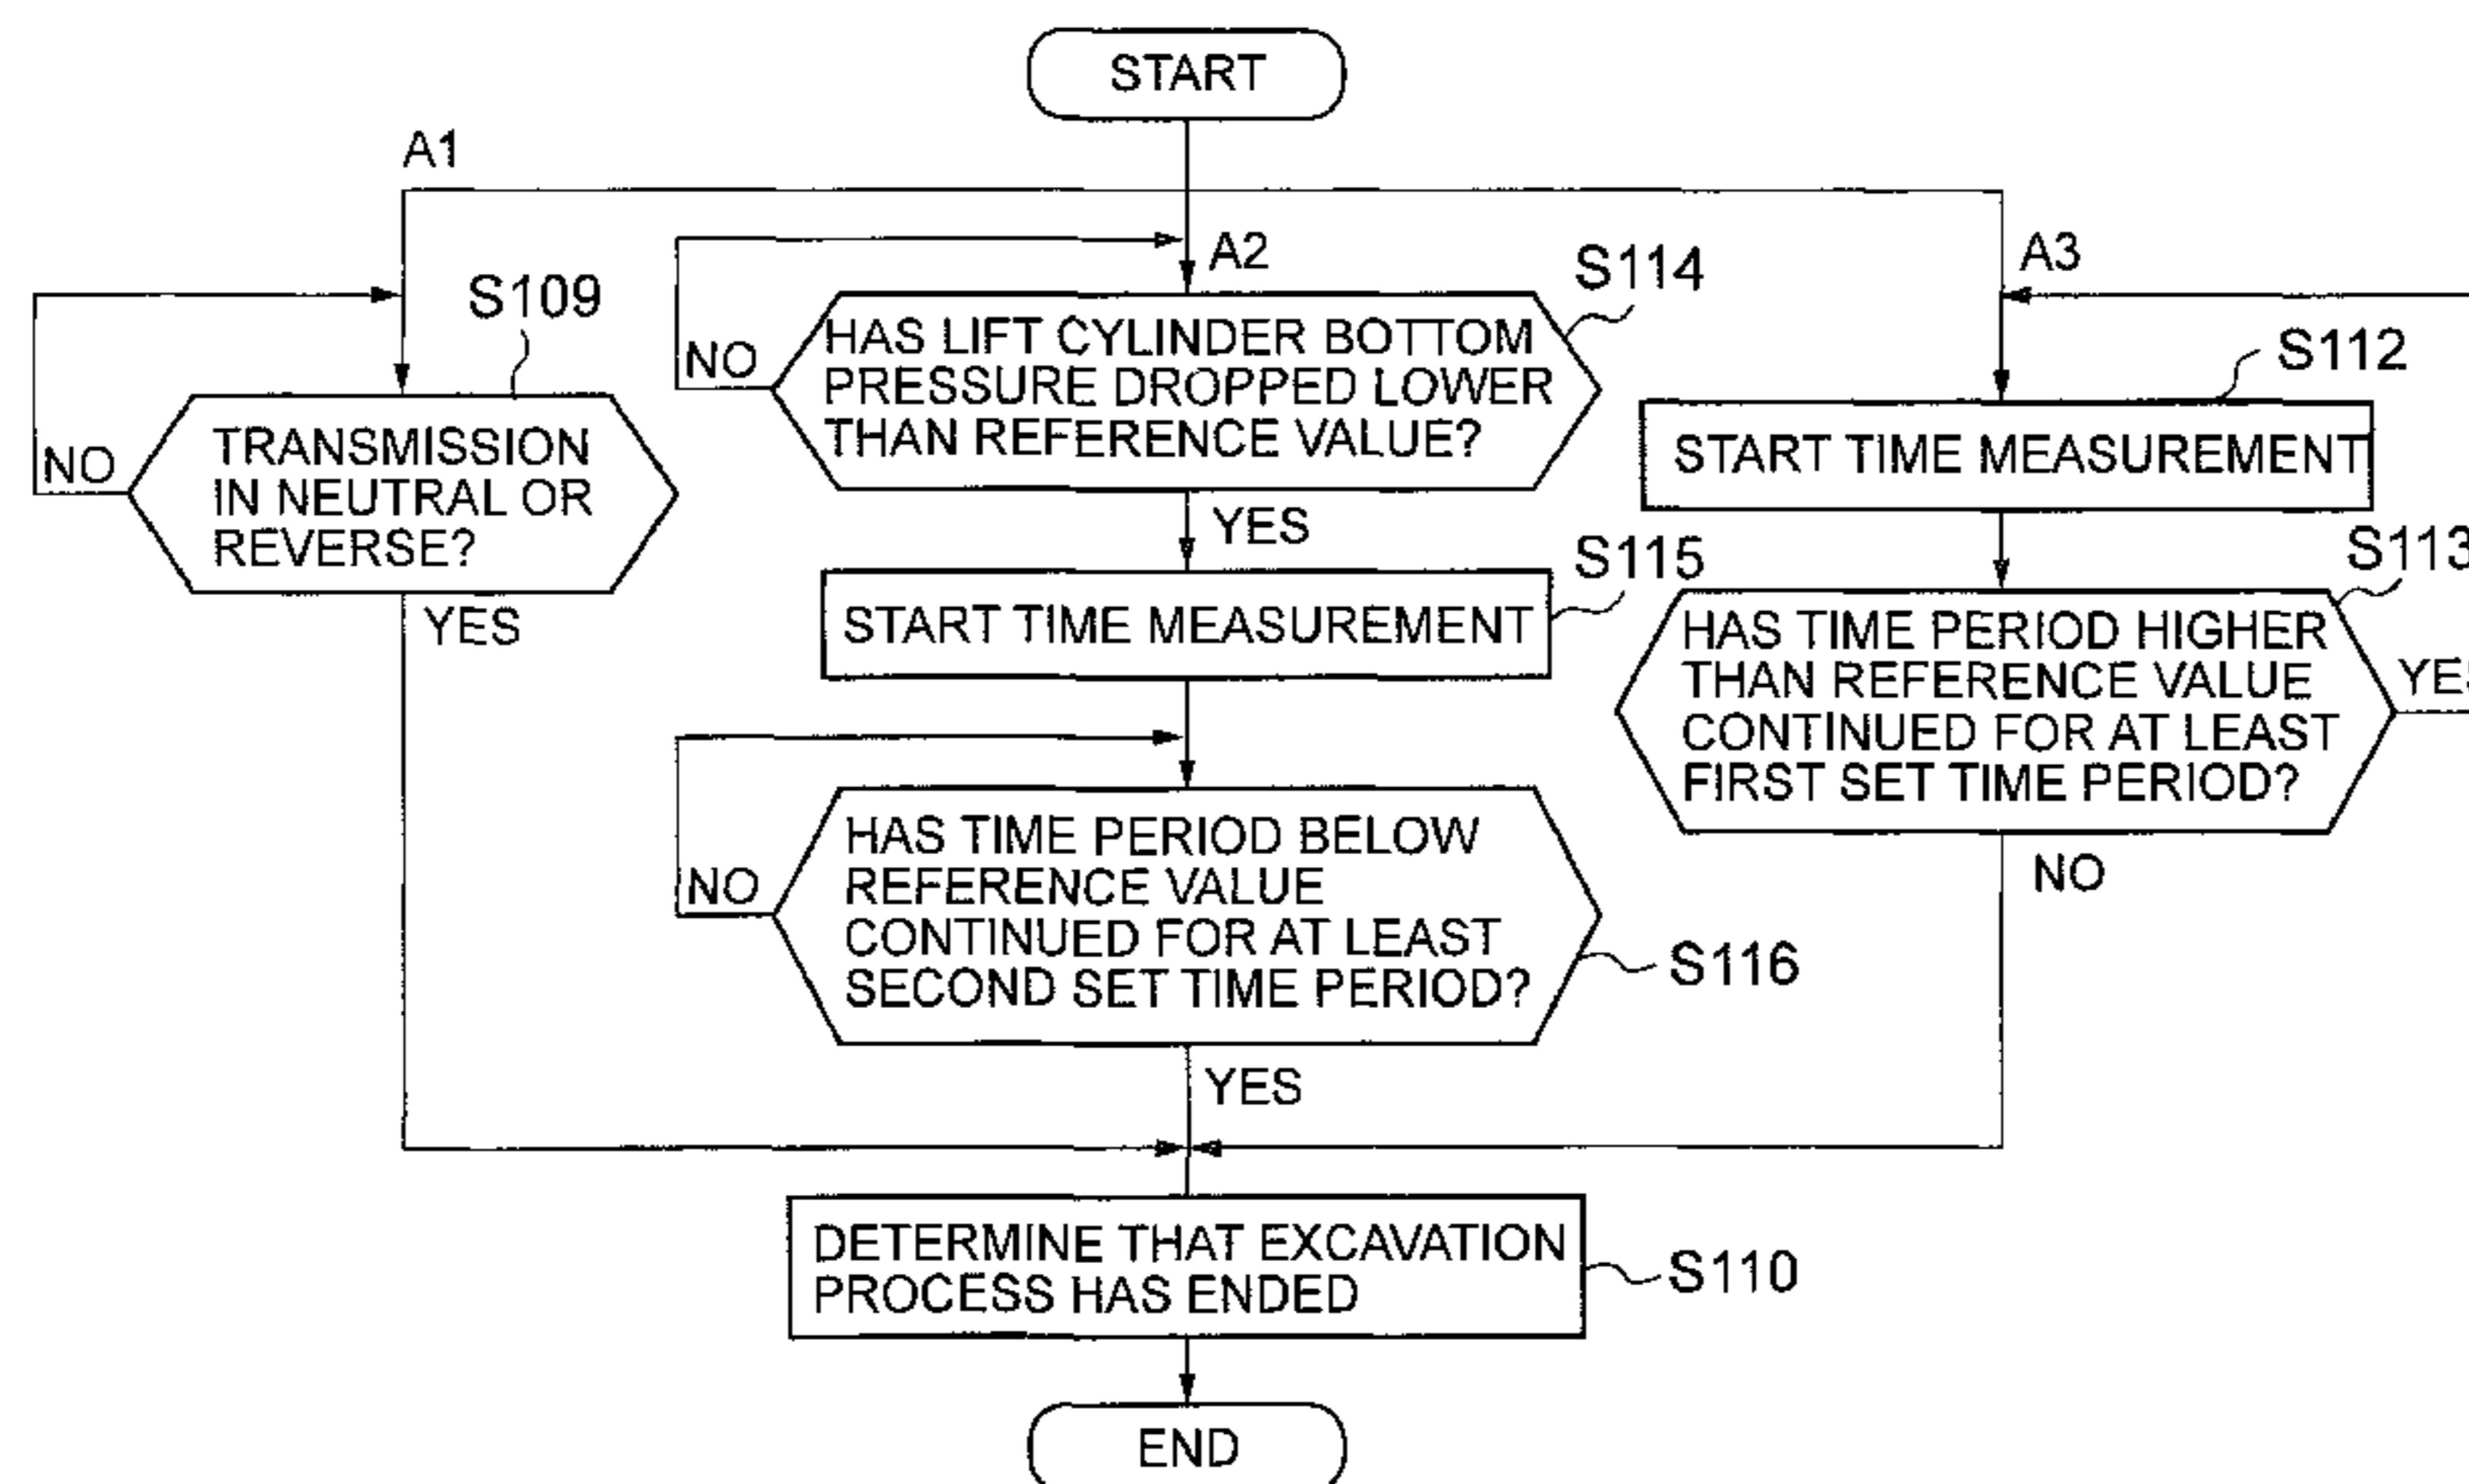 START
A1
A2
A3
S109
TRANSMISSION
IN NEUTRAL OR
REVERSE?
NO
YES
S114
HAS LIFT CYLINDER BOTTOM
PRESSURE DROPPED LOWER
THAN REFERENCE VALUE?
NO
YES
S115
START TIME MEASUREMENT
HAS TIME PERIOD BELOW
REFERENCE VALUE
CONTINUED FOR AT LEAST
SECOND SET TIME PERIOD?
NO
S116
YES
S112
START TIME MEASUREMENT
S113
HAS TIME PERIOD HIGHER
THAN REFERENCE VALUE
CONTINUED FOR AT LEAST
FIRST SET TIME PERIOD?
YES
NO
DETERMINE THAT EXCAVATION
PROCESS HAS ENDED
S110
END